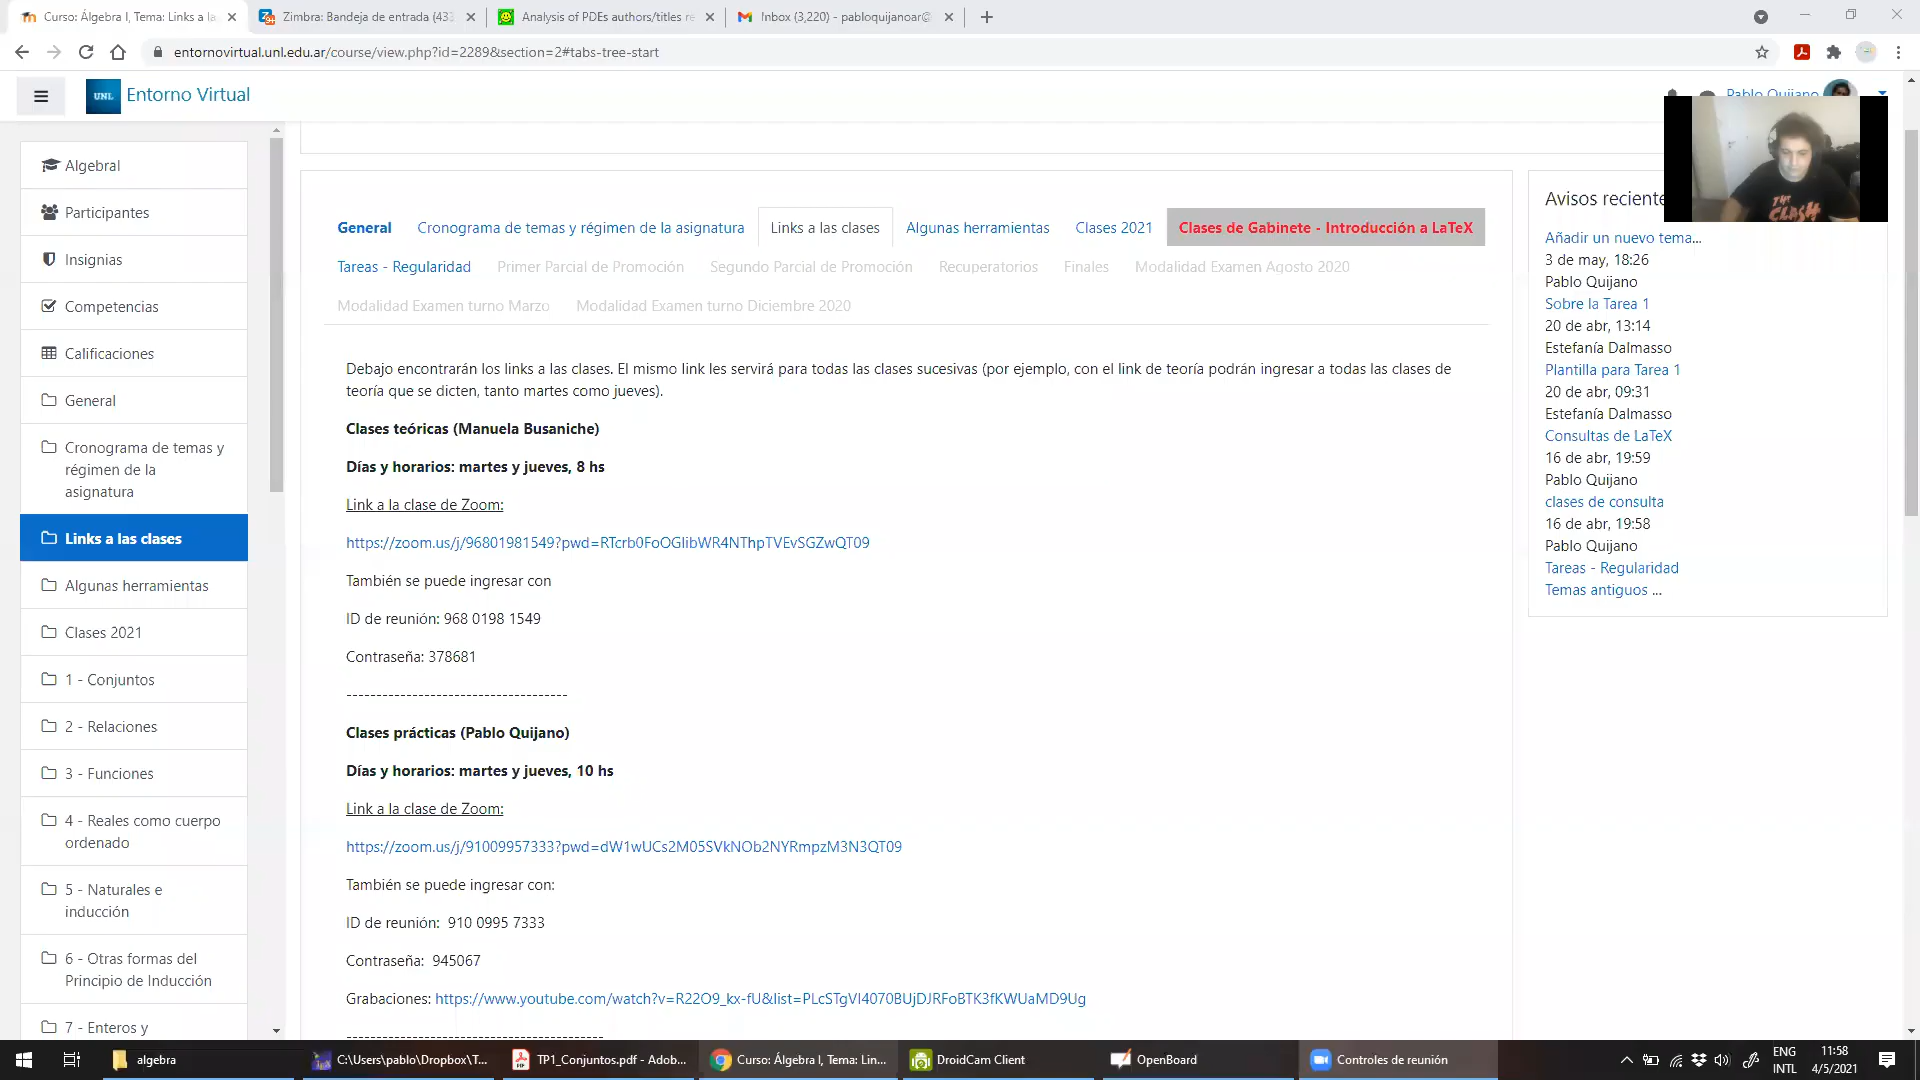 Curso: Álgebra I, Tema: Links a la
Zimbra: Bandeja de entrada (433
Analysis of PDEs authors/titles re
Inbox (3,220) - pabloquijanoar@
entornovirtual.unl.edu.ar/course/view.php?id=2289&section=2#tabs-tree-start
UNL Entorno Virtual
Pablo Quijano
AlgebraI
Participantes
Insignias
Competencias
Calificaciones
General
Cronograma de temas y
régimen de la
asignatura
Links a las clases
Algunas herramientas
Clases 2021
1 - Conjuntos
2 - Relaciones
3 - Funciones
4 - Reales como cuerpo
ordenado
5 - Naturales e
inducción
6 - Otras formas del
Principio de Inducción
7 - Enteros y
General Cronograma de temas y régimen de la asignatura Links a las clases Algunas herramientas Clases 2021 Clases de Gabinete - Introducción a LaTeX
Tareas - Regularidad Primer Parcial de Promoción Segundo Parcial de Promoción Recuperatorios Finales Modalidad Examen Agosto 2020
Modalidad Examen turno Marzo Modalidad Examen turno Diciembre 2020
Debajo encontrarán los links a las clases. El mismo link les servirá para todas las clases sucesivas (por ejemplo, con el link de teoría podrán ingresar a todas las clases de
teoría que se dicten, tanto martes como jueves).
Clases teóricas (Manuela Busaniche)
Días y horarios: martes y jueves, 8 hs
Link a la clase de Zoom:
https://zoom.us/j/96801981549?pwd=RTcrb0FoOGlibWR4NThpTVEvSGZwQT09
También se puede ingresar con
ID de reunión: 968 0198 1549
Contraseña: 378681
-------------------------------------
Clases prácticas (Pablo Quijano)
Días y horarios: martes y jueves, 10 hs
Link a la clase de Zoom:
https://zoom.us/j/91009957333?pwd=dW1wUCs2M05SVkNOb2NYRmpzM3N3QT09
También se puede ingresar con:
ID de reunión:  910 0995 7333
Contraseña:  945067
Grabaciones: https://www.youtube.com/watch?v=R22O9_kx-fU&list=PLcSTgVI4070BUjDJRFoBTK3fKWUaMD9Ug
-------------------------------------------
Avisos reciente
Añadir un nuevo tema...
3 de may, 18:26
Pablo Quijano
Sobre la Tarea 1
20 de abr, 13:14
Estefanía Dalmasso
Plantilla para Tarea 1
20 de abr, 09:31
Estefanía Dalmasso
Consultas de LaTeX
16 de abr, 19:59
Pablo Quijano
clases de consulta
16 de abr, 19:58
Pablo Quijano
Tareas - Regularidad
Temas antiguos ...
THE CLASH
algebra
C:\Users\pablo\Dropbox\T...
TP1_Conjuntos.pdf - Adob...
Curso: Álgebra I, Tema: Lin...
DroidCam Client
OpenBoard
Controles de reunión
ENG
INTL
11:58
4/5/2021